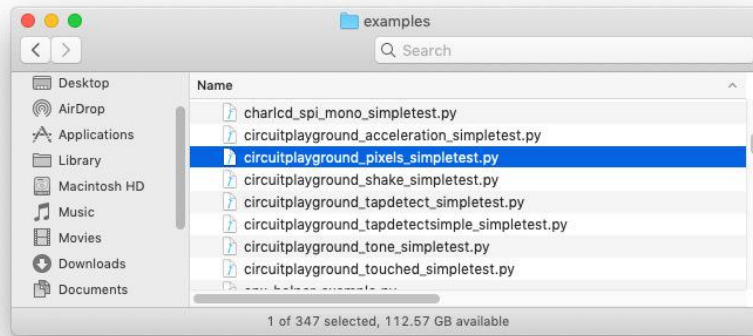 examples
Search
Desktop
AirDrop
Applications
Library
Macintosh HD
Music
Movies
Downloads
Documents
Name
charlcd_spi_mono_simpletest.py
circuitplayground_acceleration_simpletest.py
circuitplayground_pixels_simpletest.py
circuitplayground_shake_simpletest.py
circuitplayground_tapdetect_simpletest.py
circuitplayground_tapdetectsimple_simpletest.py
circuitplayground_tone_simpletest.py
circuitplayground_touched_simpletest.py
1 of 347 selected, 112.57 GB available